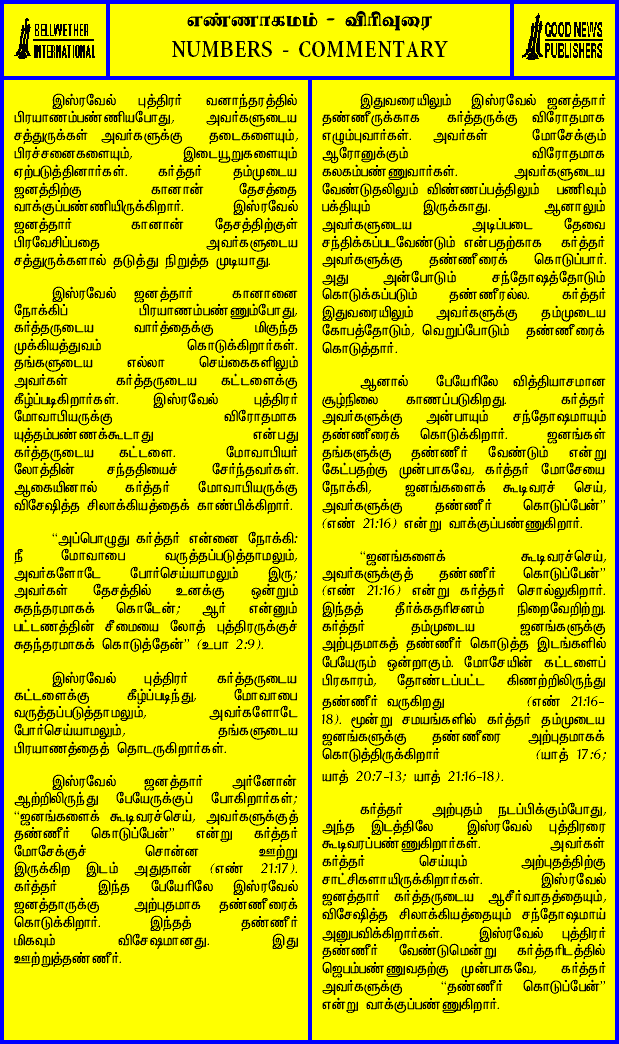 BELLWETHER
INTERNATIONAL
எண்ணாகமம் - விரிவுரை
NUMBERS - COMMENTARY
GOOD NEWS
PUBLISHERS
இஸ்ரவேல் புத்திரர் வனாந்தரத்தில்
பிரயாணம்பண்ணியபோது, அவர்களுடைய
சத்துருக்கள் அவர்களுக்கு தடைகளையும்,
பிரச்சனைகளையும், இடையூறுகளையும்
ஏற்படுத்தினார்கள். கர்த்தர் தம்முடைய
ஜனத்திற்கு கானான் தேசத்தை
வாக்குப்பண்ணியிருக்கிறார். இஸ்ரவேல்
ஜனத்தார் கானான் தேசத்திற்குள்
பிரவேசிப்பதை அவர்களுடைய
சத்துருக்களால் தடுத்து நிறுத்த முடியாது.
இஸ்ரவேல் ஜனத்தார் கானானை
நோக்கிப் பிரயாணம்பண்ணும்போது,
கர்த்தருடைய வார்த்தைக்கு மிகுந்த
முக்கியத்துவம் கொடுக்கிறார்கள்.
தங்களுடைய எல்லா செய்கைகளிலும்
அவர்கள் கர்த்தருடைய கட்டளைக்கு
கீழ்ப்படிகிறார்கள். இஸ்ரவேல் புத்திரர்
மோவாபியருக்கு விரோதமாக
யுத்தம்பண்ணக்கூடாது என்பது
கர்த்தருடைய கட்டளை. மோவாபியர்
லோத்தின் சந்ததியைச் சேர்ந்தவர்கள்.
ஆகையினால் கர்த்தர் மோவாபியருக்கு
விசேஷித்த சிலாக்கியத்தைக் காண்பிக்கிறார்.
“அப்பொழுது கர்த்தர் என்னை நோக்கி:
நீ மோவாபை வருத்தப்படுத்தாமலும்,
அவர்களோடே போர்செய்யாமலும் இரு;
அவர்கள் தேசத்தில் உனக்கு ஒன்றும்
சுதந்தரமாகக் கொடேன்; ஆர் என்னும்
பட்டணத்தின் சீமையை லோத் புத்திரருக்குச்
சுதந்தரமாகக் கொடுத்தேன்” (உபா 2:9).
இஸ்ரவேல் புத்திரர் கர்த்தருடைய
கட்டளைக்கு கீழ்ப்படிந்து, மோவாபை
வருத்தப்படுத்தாமலும், அவர்களோடே
போர்செய்யாமலும், தங்களுடைய
பிரயாணத்தைத் தொடருகிறார்கள்.
இஸ்ரவேல் ஜனத்தார் அர்னோன்
ஆற்றிலிருந்து பேயேருக்குப் போகிறார்கள்;
“ஜனங்களைக் கூடிவரச்செய், அவர்களுக்குத்
தண்ணீர் கொடுப்பேன்” என்று கர்த்தர்
மோசேக்குச் சொன்ன ஊற்று
இருக்கிற இடம் அதுதான் (எண் 21:17).
கர்த்தர் இந்த பேயேரிலே இஸ்ரவேல்
ஜனத்தாருக்கு அற்புதமாக தண்ணீரைக்
கொடுக்கிறார். இந்தத் தண்ணீர்
மிகவும் விசேஷமானது. இது
ஊற்றுத்தண்ணீர்.
இதுவரையிலும் இஸ்ரவேல் ஜனத்தார்
தண்ணீருக்காக கர்த்தருக்கு விரோதமாக
எழும்புவார்கள். அவர்கள் மோசேக்கும்
ஆரோனுக்கும் விரோதமாக
கலகம்பண்ணுவார்கள். அவர்களுடைய
வேண்டுதலிலும் விண்ணப்பத்திலும் பணிவும்
பக்தியும் இருக்காது. ஆனாலும்
அவர்களுடைய அடிப்படை தேவை
சந்திக்கப்படவேண்டும் என்பதற்காக கர்த்தர்
அவர்களுக்கு தண்ணீரைக் கொடுப்பார்.
அது அன்போடும் சந்தோஷத்தோடும்
கொடுக்கப்படும் தண்ணீரல்ல. கர்த்தர்
இதுவரையிலும் அவர்களுக்கு தம்முடைய
கோபத்தோடும், வெறுப்போடும் தண்ணீரைக்
கொடுத்தார்.
ஆனால் பேயேரிலே வித்தியாசமான
சூழ்நிலை காணப்படுகிறது. கர்த்தர்
அவர்களுக்கு அன்பாயும் சந்தோஷமாயும்
தண்ணீரைக் கொடுக்கிறார். ஜனங்கள்
தங்களுக்கு தண்ணீர் வேண்டும் என்று
கேட்பதற்கு முன்பாகவே, கர்த்தர் மோசேயை
நோக்கி, ஜனங்களைக் கூடிவரச் செய்,
அவர்களுக்கு தண்ணீர் கொடுப்பேன்”
(எண் 21:16) என்று வாக்குப்பண்ணுகிறார்.
“ஜனங்களைக் கூடிவரச்செய்,
அவர்களுக்குத் தண்ணீர் கொடுப்பேன்”
(எண் 21:16) என்று கர்த்தர் சொல்லுகிறார்.
இந்தத் தீர்க்கதரிசனம் நிறைவேறிற்று.
கர்த்தர் தம்முடைய ஜனங்களுக்கு
அற்புதமாகத் தண்ணீர் கொடுத்த இடங்களில்
பேயேரும் ஒன்றாகும். மோசேயின் கட்டளைப்
பிரகாரம், தோண்டப்பட்ட கிணற்றிலிருந்து
தண்ணீர் வருகிறது (எண் 21:16-
18). மூன்று சமயங்களில் கர்த்தர் தம்முடைய
ஜனங்களுக்கு தண்ணீரை அற்புதமாகக்
கொடுத்திருக்கிறார் (யாத் 17:6;
யாத் 20:7-13; யாத் 21:16-18).
கர்த்தர் அற்புதம் நடப்பிக்கும்போது,
அந்த இடத்திலே இஸ்ரவேல் புத்திரரை
கூடிவரப்பண்ணுகிறார்கள். அவர்கள்
கர்த்தர் செய்யும் அற்புதத்திற்கு
சாட்சிகளாயிருக்கிறார்கள். இஸ்ரவேல்
ஜனத்தார் கர்த்தருடைய ஆசீர்வாதத்தையும்,
விசேஷித்த சிலாக்கியத்தையும் சந்தோஷமாய்
அனுபவிக்கிறார்கள். இஸ்ரவேல் புத்திரர்
தண்ணீர் வேண்டுமென்று கர்த்தரிடத்தில்
ஜெபம்பண்ணுவதற்கு முன்பாகவே, கர்த்தர்
அவர்களுக்கு “தண்ணீர் கொடுப்பேன்”
என்று வாக்குப்பண்ணுகிறார்.